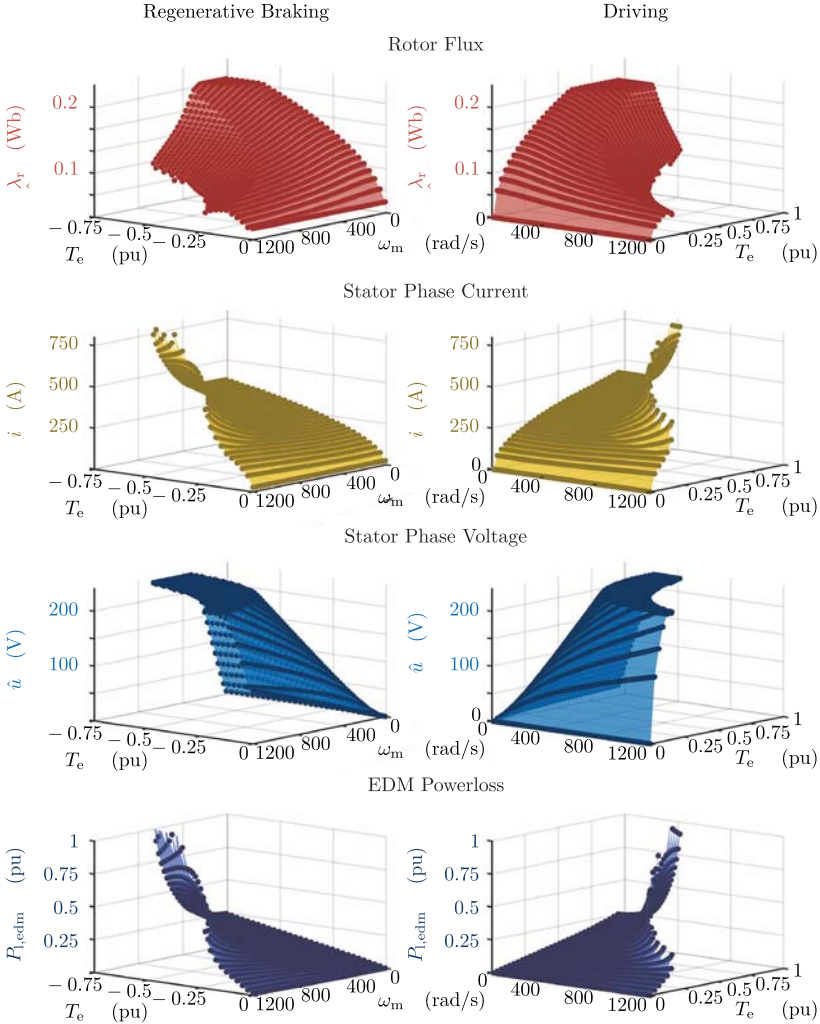 Regenerative Braking Driving
Rotor Flux
0.2 0.2
λ̂r (Wb) λ̂r (Wb)
0.1 0.1
− 0.75 − 0.5 − 0.25 0 1200 800 400 0 0 400 800 1200 0 0.25 0.5 0.75 1
Te (pu) ωm (rad/s) Te (pu)
Stator Phase Current
750 750
500 500
i (A) i (A)
250 250
0
− 0.75 − 0.5 − 0.25 0 1200 800 400 0 0 400 800 1200 0 0.25 0.5 0.75 1
Te (pu) ωm (rad/s) Te (pu)
Stator Phase Voltage
200 200
û (V) û (V)
100 100
0
− 0.75 − 0.5 − 0.25 0 1200 800 400 0 0 400 800 1200 0 0.25 0.5 0.75 1
Te (pu) ωm (rad/s) Te (pu)
EDM Powerloss
1 1
0.75 0.75
Pl,edm (pu) Pl,edm (pu)
0.5 0.5
0.25 0.25
− 0.75 − 0.5 − 0.25 0 1200 800 400 0 0 400 800 1200 0 0.25 0.5 0.75 1
Te (pu) ωm (rad/s) Te (pu)